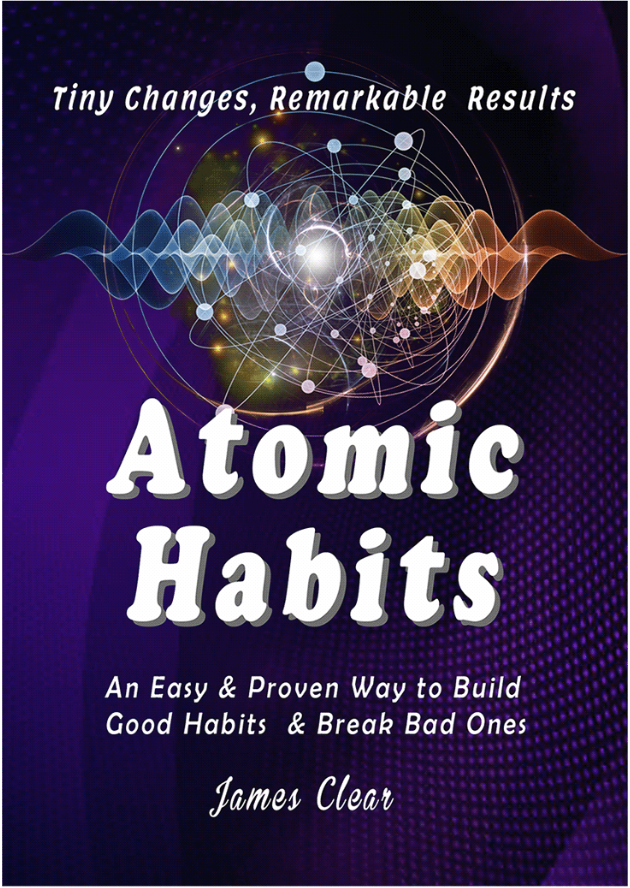 Tiny Changes, Remarkable Results
Atomic
Habits
An Easy & Proven Way to Build
Good Habits & Break Bad Ones
James Clear